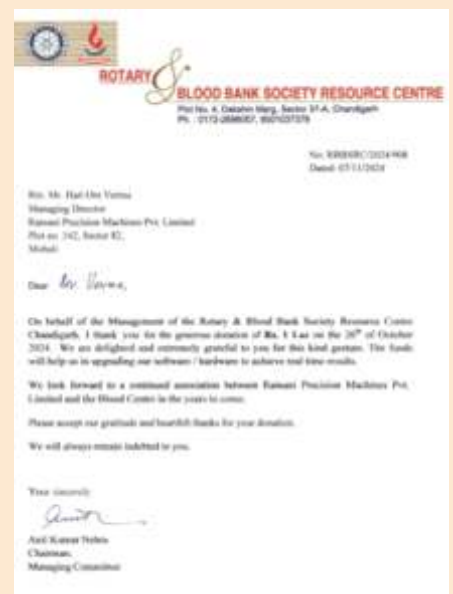 ROTARY &
BLOOD BANK SOCIETY RESOURCE CENTRE
Plot No. 4, Dakshin Marg, Sector 37-A, Chandigarh
Ph. : 0172-
No. RBBSRC/2024/908
Dated: 07/11/2024
Mr. Hari Om Verma
Managing Director
Ramani Precision Machines Pvt. Limited
Plot no. 342, Sector 82,
Mohali
Dear Mr. Verma,
On behalf of the Management of the Rotary & Blood Bank Society Resource Centre
Chandigarh, I thank you for the generous donation of Rs. 1 Lac on the 26th of October
2024. We are delighted and extremely grateful to you for this kind gesture. The funds
will help us in upgrading our software / hardware to achieve real time results.
We look forward to a continued association between Ramani Precision Machines Pvt.
Limited and the Blood Center in the years to come.
Please accept our gratitude and heartfelt thanks for your donation.
We will always remain indebted to you.
Your sincerely
Anil Kumar
Chairman,
Managing Committee